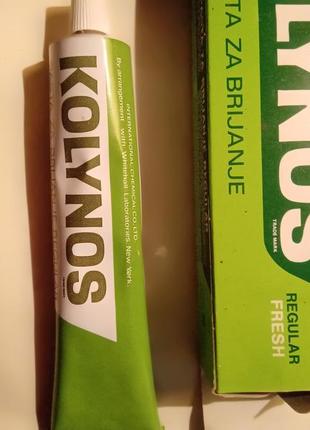 KOLYNOS
INTERNATIONAL CHEMICAL CO. LTD.
By arrangement with Whitehall Laboratories, New York.
LYNOS
TRADE MARK
TA ZA BRIJANJE
REGULAR
FRESH